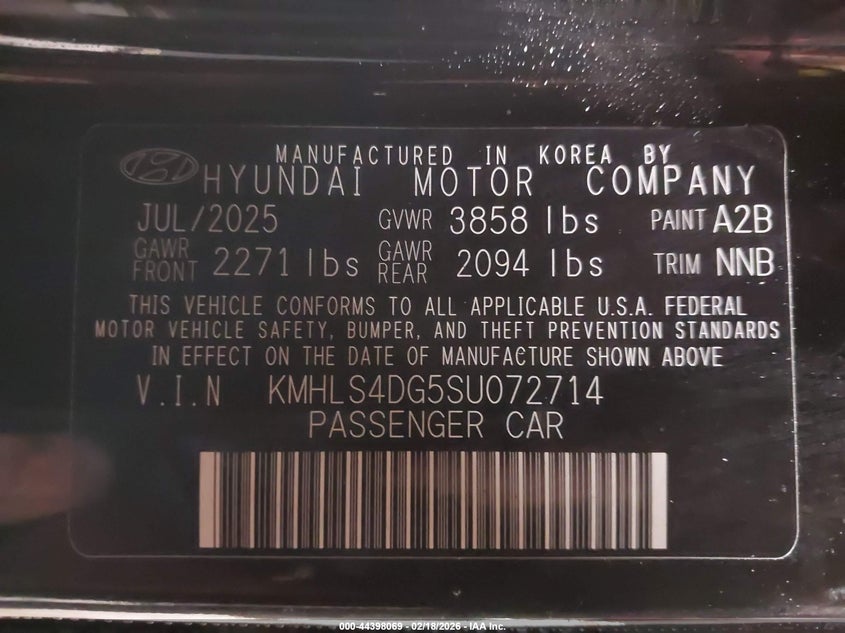 MANUFACTURED IN KOREA BY
HYUNDAI MOTOR COMPANY
JUL/2025 GVWR 3858 lbs PAINT A2B
GAWR FRONT 2271 lbs GAWR REAR 2094 lbs TRIM NNB
THIS VEHICLE CONFORMS TO ALL APPLICABLE U.S.A. FEDERAL
MOTOR VEHICLE SAFETY, BUMPER, AND THEFT PREVENTION STANDARDS
IN EFFECT ON THE DATE OF MANUFACTURE SHOWN ABOVE
V.I.N KMHLS4DG5SU072714
PASSENGER CAR
000-44398069 - 02/18/2026 - IAA Inc.